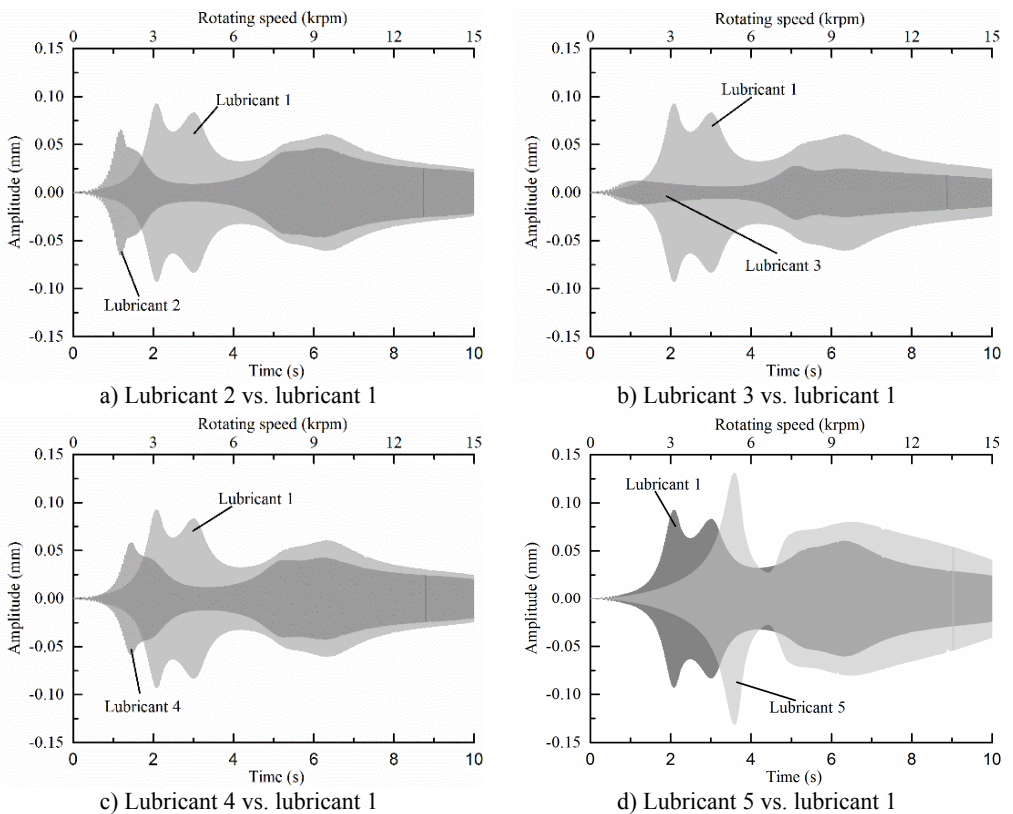 Rotating speed (krpm)
0 3 6 9 12 15
0.15
0.10
0.05
0.00
-0.05
-0.10
-0.15
Amplitude (mm)
Lubricant 1
Lubricant 2
0 2 4 6 8 10
Time (s)
a) Lubricant 2 vs. lubricant 1
Rotating speed (krpm)
0 3 6 9 12 15
0.15
0.10
0.05
0.00
-0.05
-0.10
-0.15
Amplitude (mm)
Lubricant 1
Lubricant 3
0 2 4 6 8 10
Time (s)
b) Lubricant 3 vs. lubricant 1
Rotating speed (krpm)
0 3 6 9 12 15
0.15
0.10
0.05
0.00
-0.05
-0.10
-0.15
Amplitude (mm)
Lubricant 1
Lubricant 4
0 2 4 6 8 10
Time (s)
c) Lubricant 4 vs. lubricant 1
Rotating speed (krpm)
0 3 6 9 12 15
0.15
0.10
0.05
0.00
-0.05
-0.10
-0.15
Amplitude (mm)
Lubricant 1
Lubricant 5
0 2 4 6 8 10
Time (s)
d) Lubricant 5 vs. lubricant 1